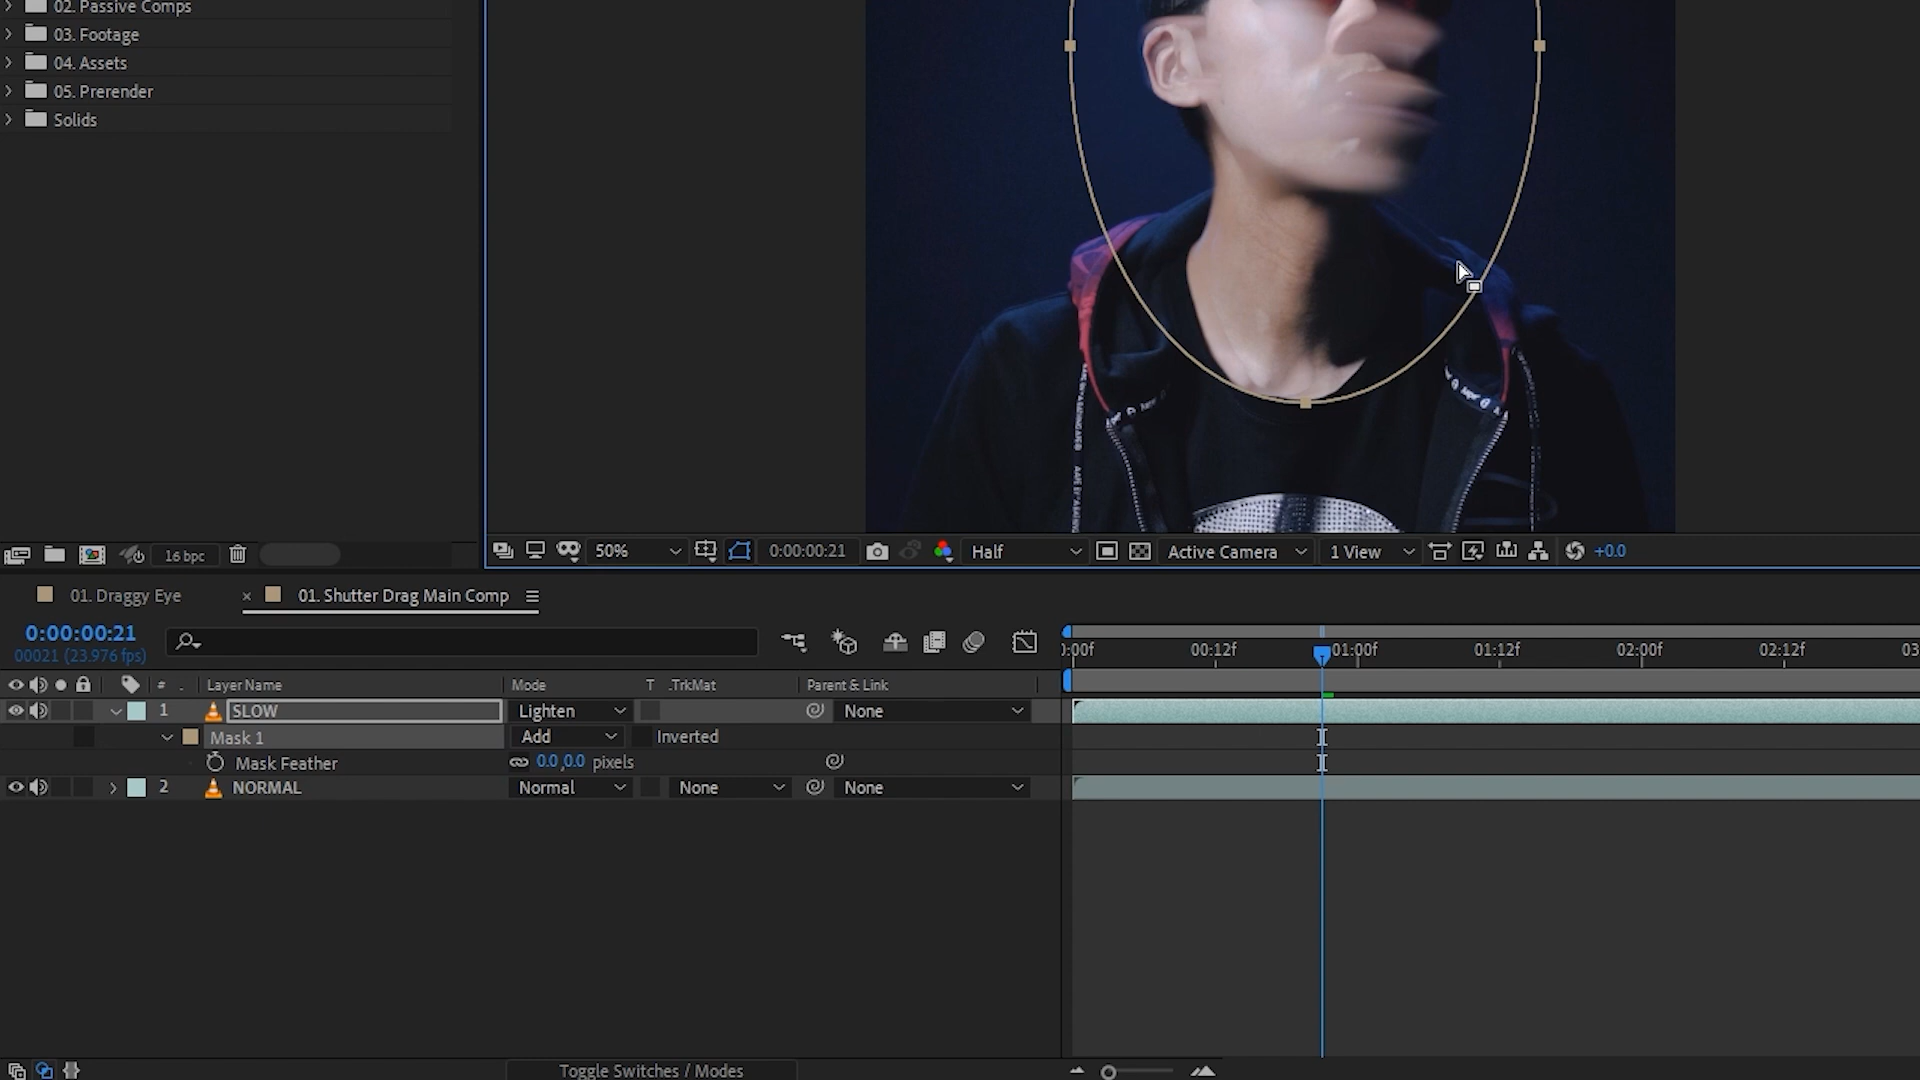 02. Passive Comps
03. Footage
04. Assets
05. Prerender
Solids
16 bpc
50%
0:00:00:21
Half
Active Camera
1 View
+0.0
01. Draggy Eye
× 01. Shutter Drag Main Comp
0:00:00:21
00021 (23.976 fps)
0:00f 00:12f 01:00f 01:12f 02:00f 02:12f 03
# . Layer Name Mode T .TrkMat Parent & Link
1 SLOW Lighten None
Mask 1 Add Inverted
Mask Feather 0.0,0.0 pixels
2 NORMAL Normal None None
Toggle Switches / Modes